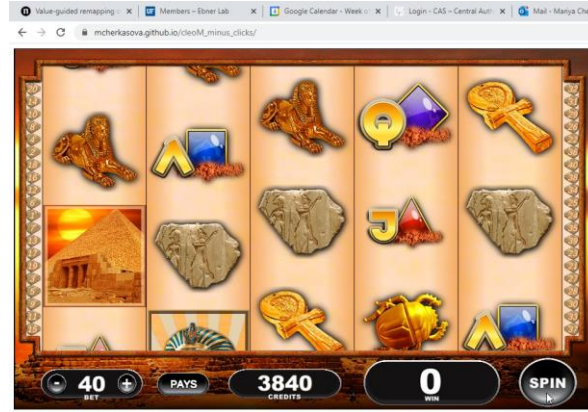 Value-guided remapping
Members – Ebner Lab
Google Calendar - Week o
Login - CAS – Central Auth
Mail - Mariya Che
mcherkasova.github.io/cleoM_minus_clicks/
Q
J
- 40 +
BET
PAYS
3840
CREDITS
0
WIN
SPIN